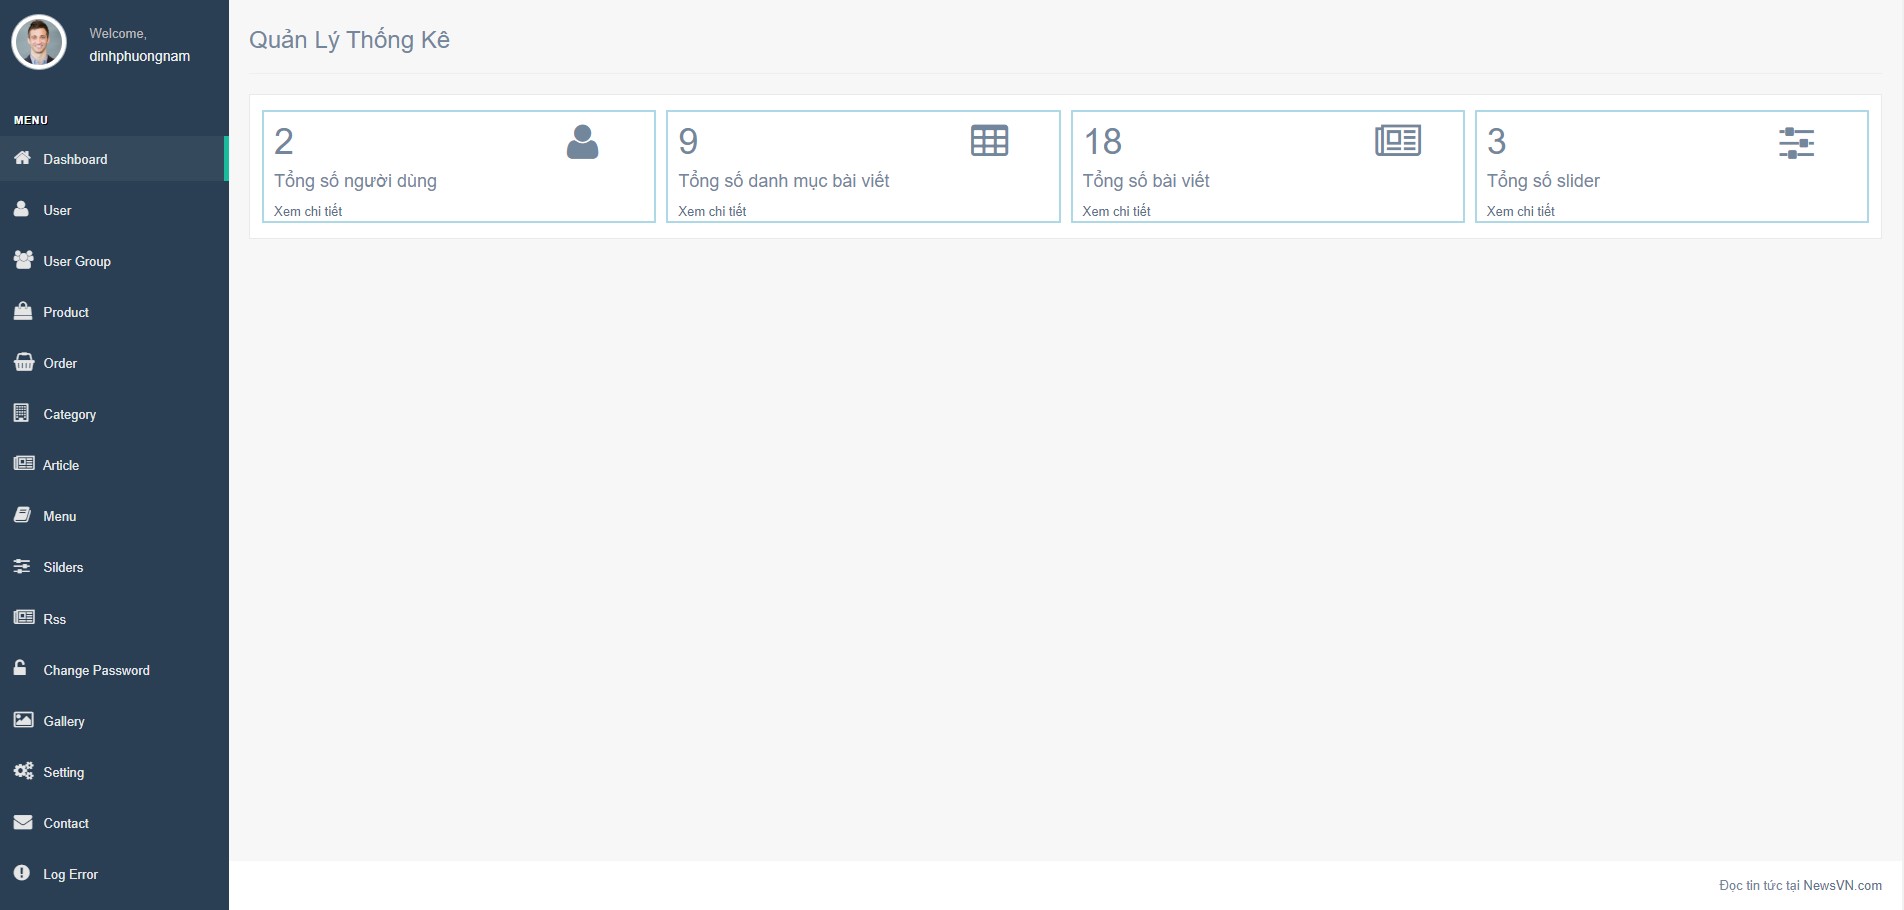 Welcome,
dinhphuongnam
MENU
Dashboard
User
User Group
Product
Order
Category
Article
Menu
Silders
Rss
Change Password
Gallery
Setting
Contact
Log Error
Quản Lý Thống Kê
2
Tổng số người dùng
Xem chi tiết
9
Tổng số danh mục bài viết
Xem chi tiết
18
Tổng số bài viết
Xem chi tiết
3
Tổng số slider
Xem chi tiết
Đọc tin tức tại NewsVN.com